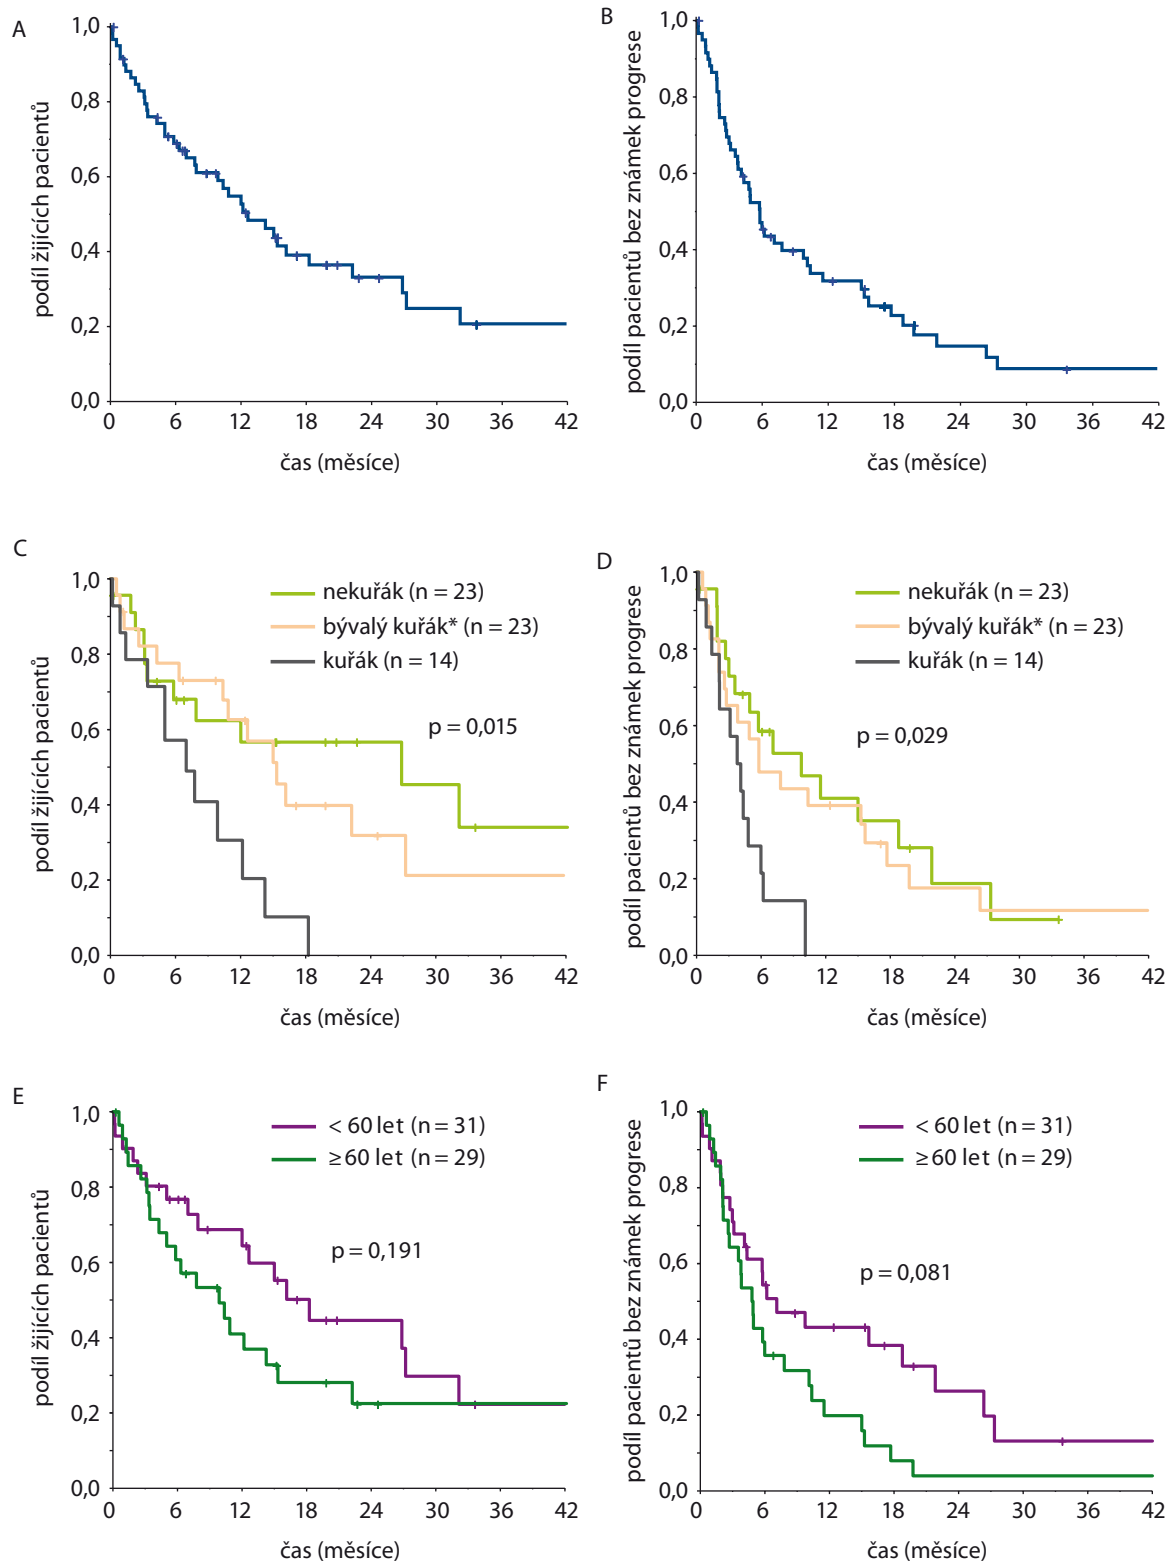 A
podíl žijících pacientů
1,0
0,8
0,6
0,4
0,2
0,0
0 6 12 18 24 30 36 42
čas (měsíce)
B
podíl pacientů bez známek progrese
1,0
0,8
0,6
0,4
0,2
0,0
0 6 12 18 24 30 36 42
čas (měsíce)
C
podíl žijících pacientů
1,0
0,8
0,6
0,4
0,2
0,0
nekuřák (n = 23)
bývalý kuřák* (n = 23)
kuřák (n = 14)
p = 0,015
0 6 12 18 24 30 36 42
čas (měsíce)
D
podíl pacientů bez známek progrese
1,0
0,8
0,6
0,4
0,2
0,0
nekuřák (n = 23)
bývalý kuřák* (n = 23)
kuřák (n = 14)
p = 0,029
0 6 12 18 24 30 36 42
čas (měsíce)
E
podíl žijících pacientů
1,0
0,8
0,6
0,4
0,2
0,0
< 60 let (n = 31)
≥60 let (n = 29)
p = 0,191
0 6 12 18 24 30 36 42
čas (měsíce)
F
podíl pacientů bez známek progrese
1,0
0,8
0,6
0,4
0,2
0,0
< 60 let (n = 31)
≥60 let (n = 29)
p = 0,081
0 6 12 18 24 30 36 42
čas (měsíce)